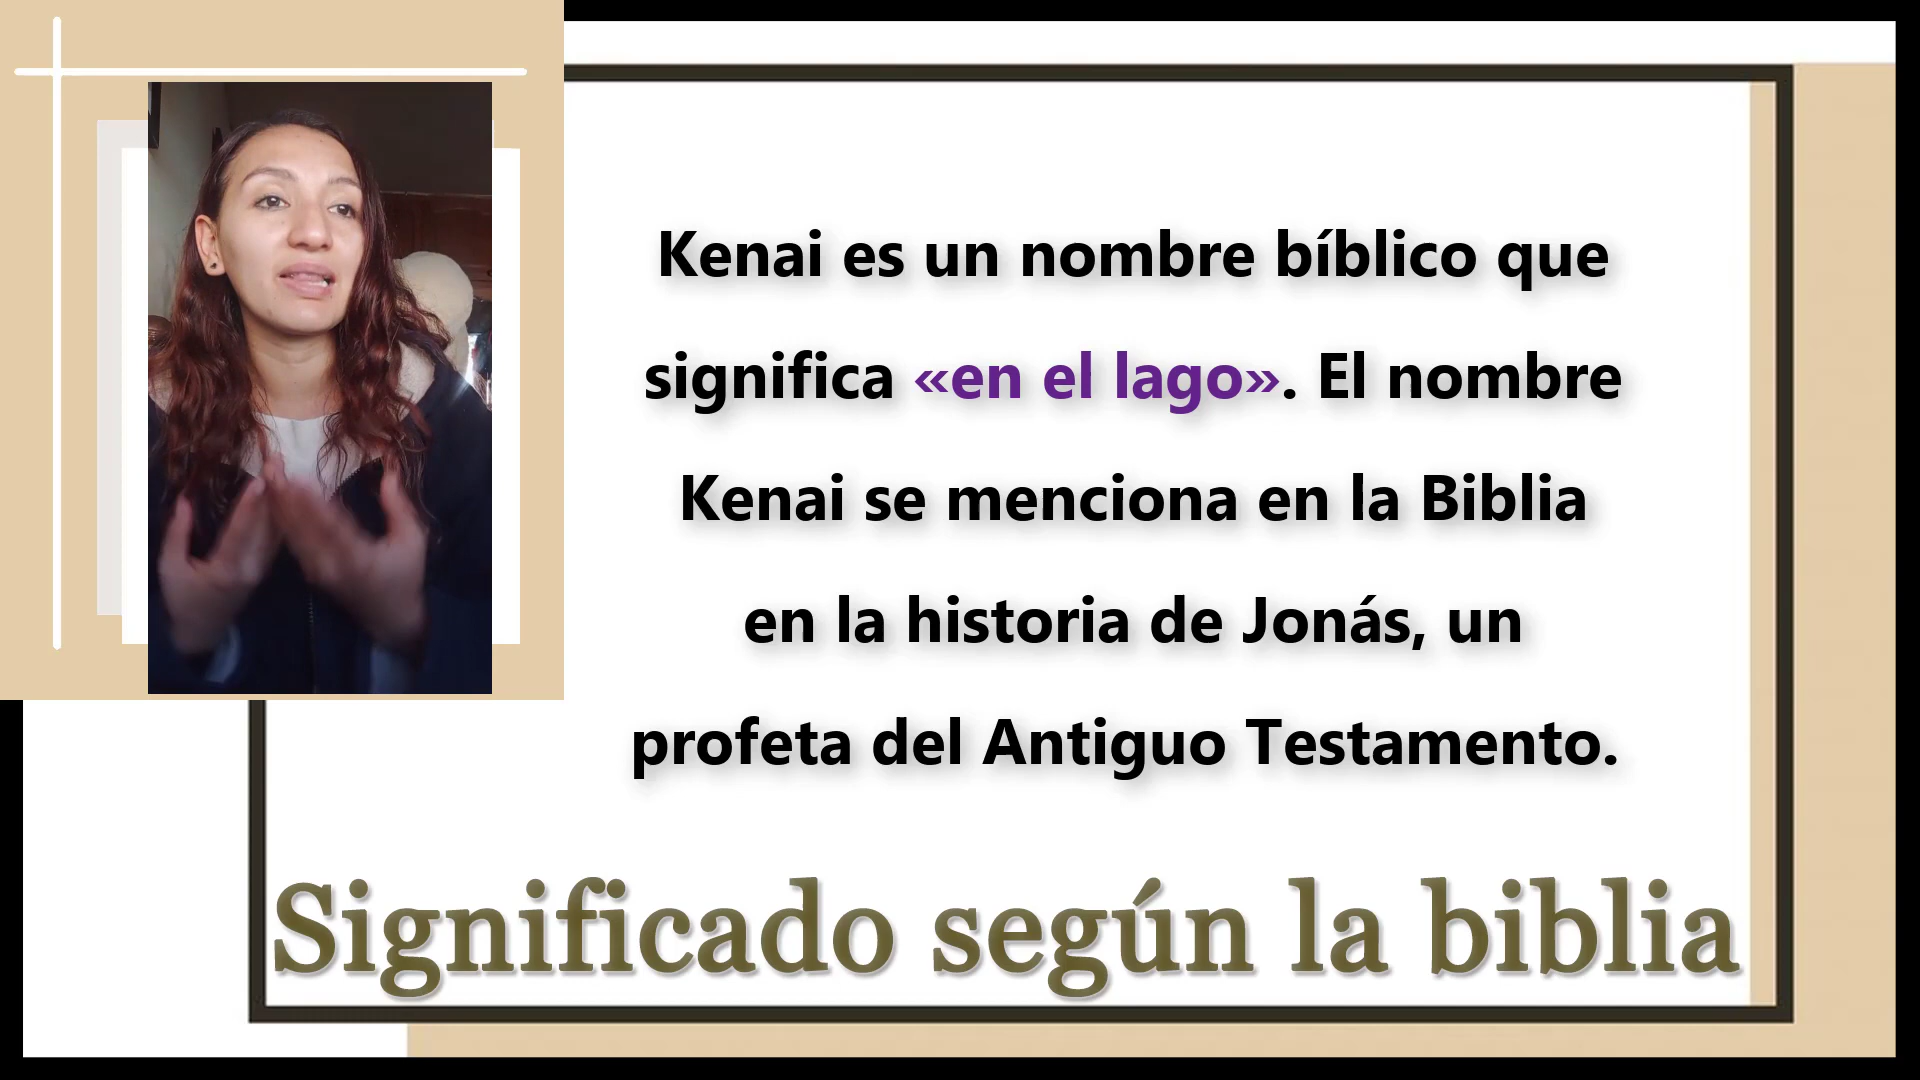 Kenai es un nombre bíblico que
significa «en el lago». El nombre
Kenai se menciona en la Biblia
en la historia de Jonás, un
profeta del Antiguo Testamento.
Significado según la biblia